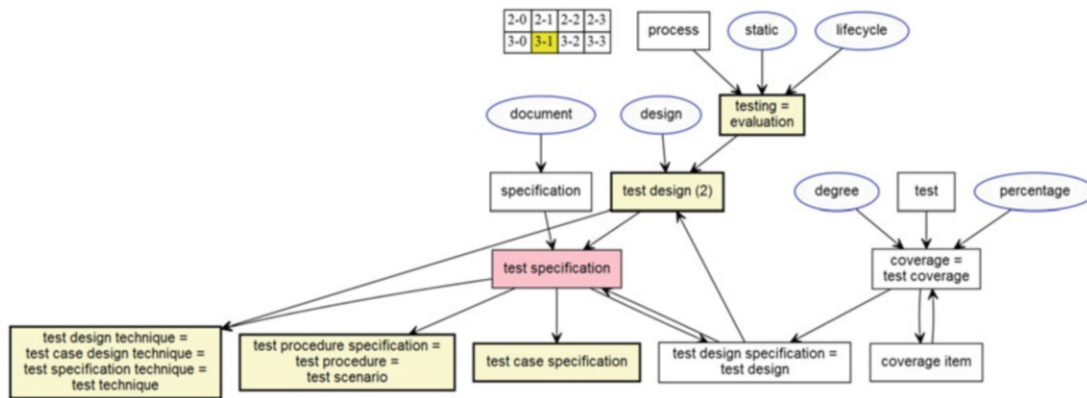 2-0 2-1 2-2 2-3
3-0 3-1 3-2 3-3
process
static
lifecycle
testing =
evaluation
document
design
specification
test design (2)
degree
test
percentage
test specification
coverage =
test coverage
test design technique =
test case design technique =
test specification technique =
test technique
test procedure specification =
test procedure =
test scenario
test case specification
test design specification =
test design
coverage item